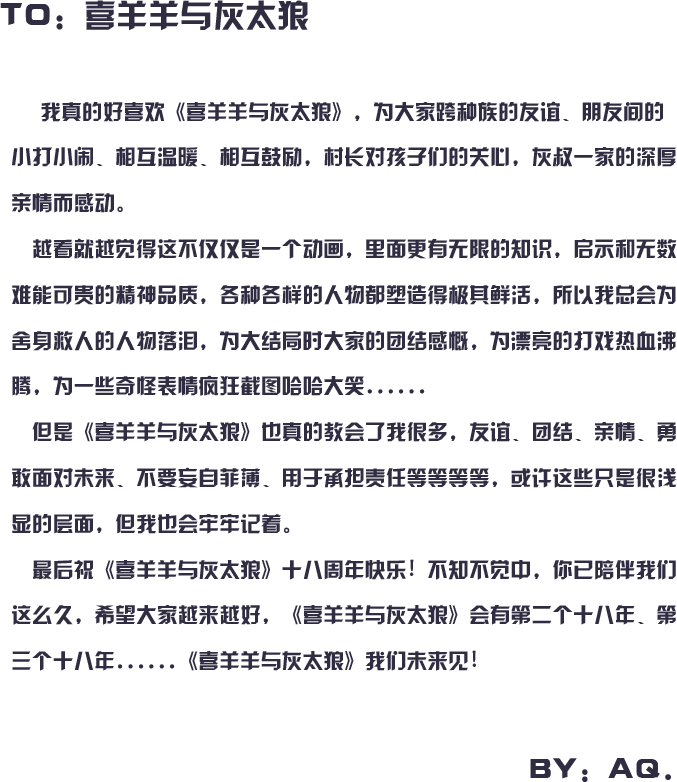 TO：喜羊羊与灰太狼
我真的好喜欢《喜羊羊与灰太狼》，为大家跨种族的友谊、朋友间的
小打小闹、相互温暖、相互鼓励，村长对孩子们的关心，灰叔一家的深厚
亲情而感动。
越看就越觉得这不仅仅是一个动画，里面更有无限的知识，启示和无数
难能可贵的精神品质，各种各样的人物都塑造得极其鲜活，所以我总会为
舍身救人的人物落泪，为大结局时大家的团结感慨，为漂亮的打戏热血沸
腾，为一些奇怪表情疯狂截图哈哈大笑......
但是《喜羊羊与灰太狼》也真的教会了我很多，友谊、团结、亲情、勇
敢面对未来、不要妄自菲薄、用于承担责任等等等等，或许这些只是很浅
显的层面，但我也会牢牢记着。
最后祝《喜羊羊与灰太狼》十八周年快乐！不知不觉中，你已陪伴我们
这么久，希望大家越来越好，《喜羊羊与灰太狼》会有第二个十八年、第
三个十八年......《喜羊羊与灰太狼》我们未来见！
BY：AQ.